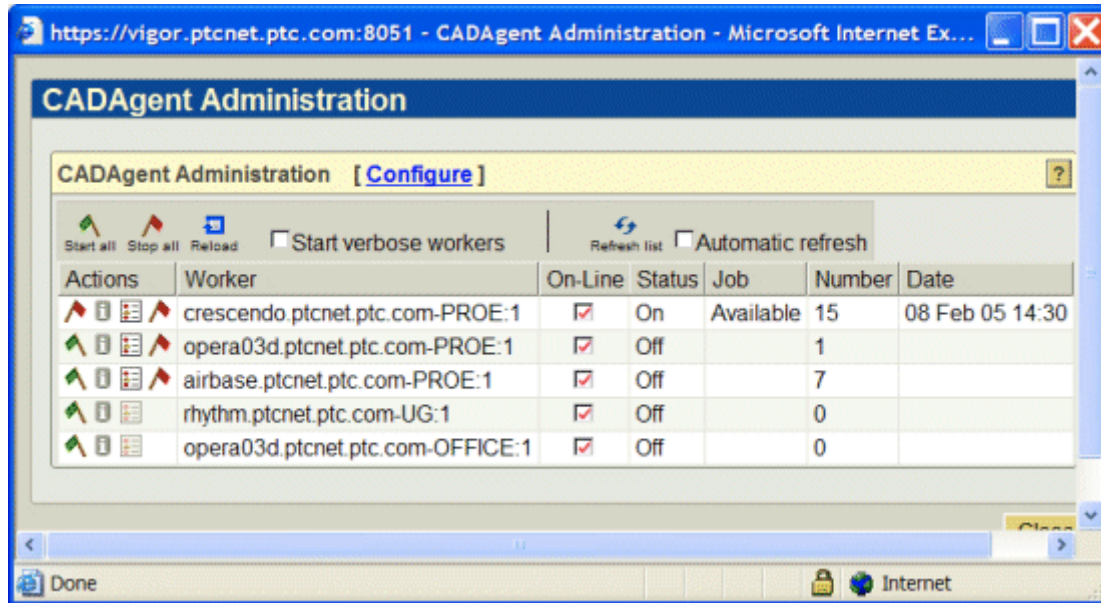 https://vigor.ptcnet.ptc.com:8051 - CADAgent Administration - Microsoft Internet Ex...
CADAgent Administration
CADAgent Administration [ Configure ] ?
Start all Stop all Reload Start verbose workers Refresh list Automatic refresh
Actions Worker On-Line Status Job Number Date
crescendo.ptcnet.ptc.com-PROE:1 On Available 15 08 Feb 05 14:30
opera03d.ptcnet.ptc.com-PROE:1 Off 1
airbase.ptcnet.ptc.com-PROE:1 Off 7
rhythm.ptcnet.ptc.com-UG:1 Off 0
opera03d.ptcnet.ptc.com-OFFICE:1 Off 0
Close
Done Internet